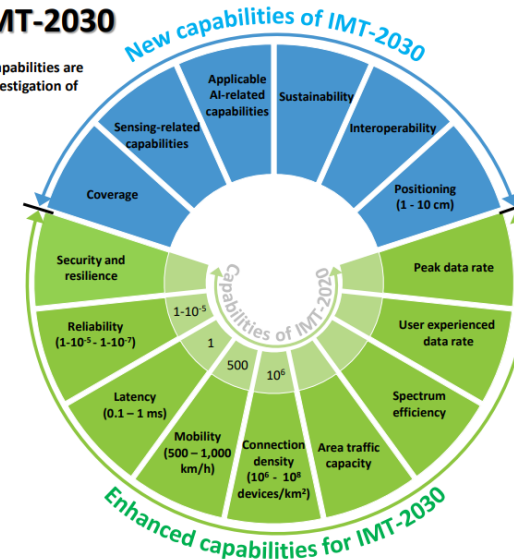 MT-2030
apabilities are
estigation of
New capabilities of IMT-2030
Coverage
Sensing-related
capabilities
Applicable
AI-related
capabilities
Sustainability
Interoperability
Positioning
(1 - 10 cm)
Security and
resilience
Reliability
(1-10⁻⁵ - 1-10⁻⁷)
Latency
(0.1 – 1 ms)
Mobility
(500 – 1,000
km/h)
Connection
density
(10⁶ - 10⁸
devices/km²)
Area traffic
capacity
Spectrum
efficiency
User experienced
data rate
Peak data rate
1-10⁻⁵
1
500
10⁶
Capabilities of IMT-2020
Enhanced capabilities for IMT-2030